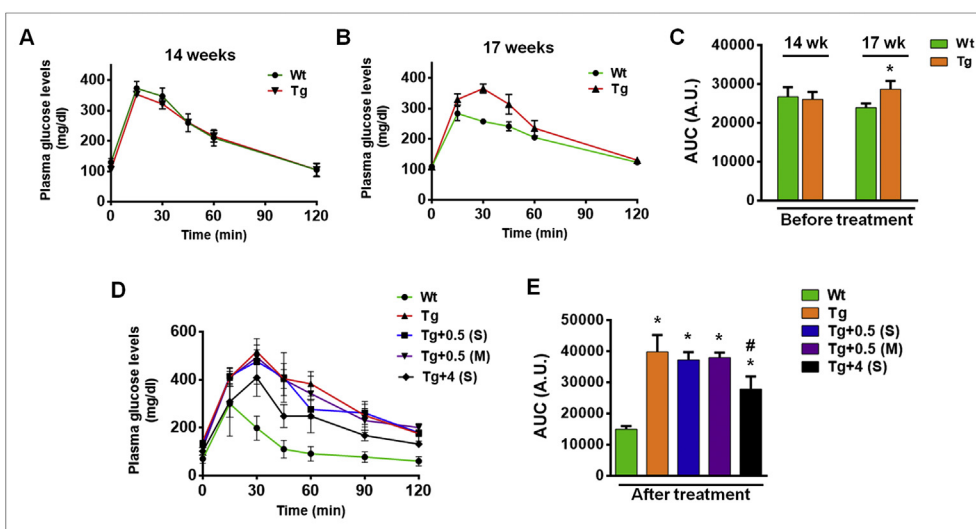 A
14 weeks
Plasma glucose levels
(mg/dl)
400
300
200
100
0
0 30 60 90 120
Time (min)
Wt
Tg
B
17 weeks
Plasma glucose levels
(mg/dl)
400
300
200
100
0
0 30 60 90 120
Time (min)
Wt
Tg
C
AUC (A.U.)
40000
30000
20000
10000
0
14 wk 17 wk
*
Before treatment
Wt
Tg
D
Plasma glucose levels
(mg/dl)
600
400
200
0
0 30 60 90 120
Time (min)
Wt
Tg
Tg+0.5 (S)
Tg+0.5 (M)
Tg+4 (S)
E
AUC (A.U.)
50000
40000
30000
20000
10000
0
* * * # *
After treatment
Wt
Tg
Tg+0.5 (S)
Tg+0.5 (M)
Tg+4 (S)